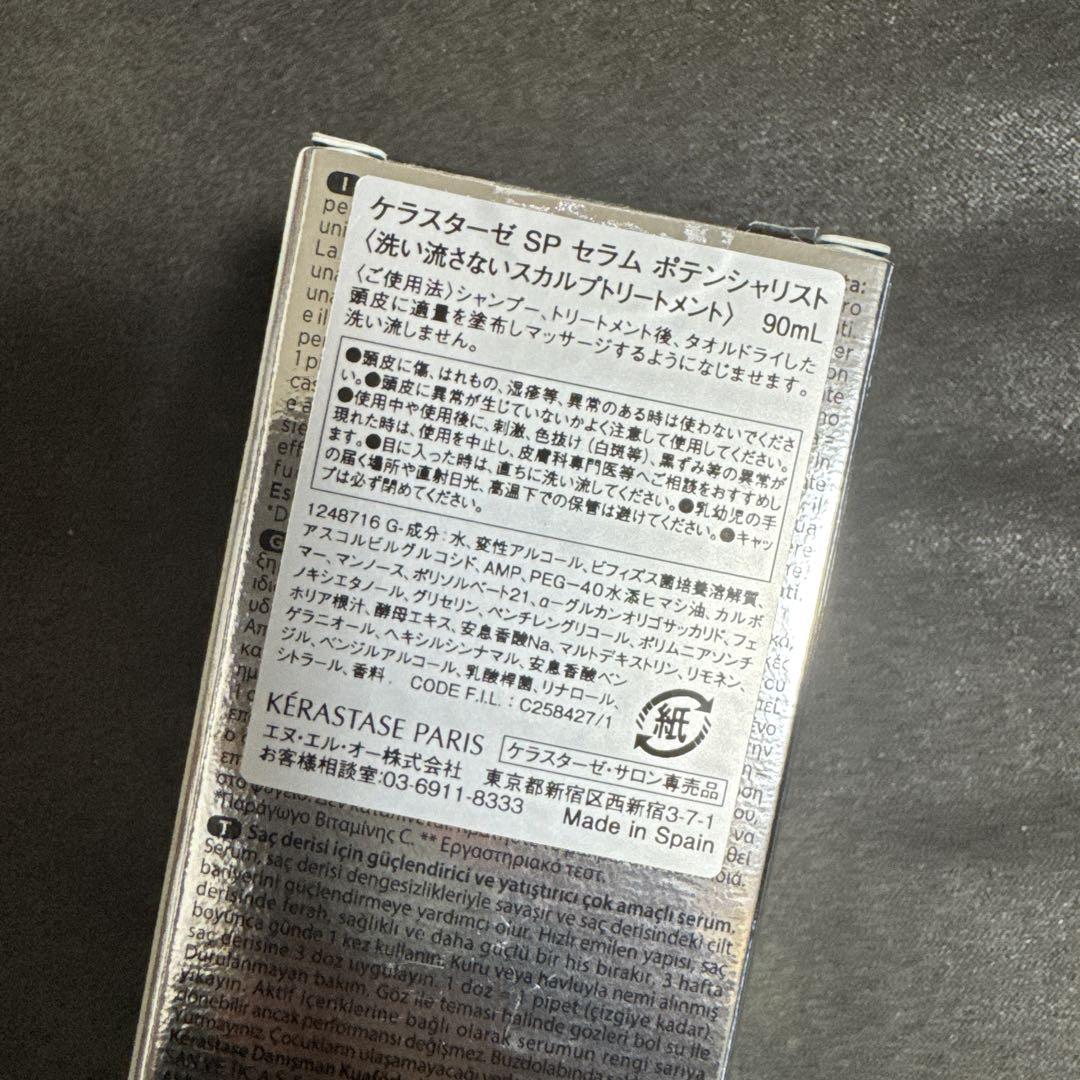 ケラスターゼ SP セラム ポテンシャリスト
〈洗い流さないスカルプトリートメント〉 90mL
〈ご使用法〉シャンプー、トリートメント後、タオルドライした
頭皮に適量を塗布しマッサージするようになじませます。
洗い流しません。
●頭皮に傷、はれもの、湿疹等、異常のある時は使わないでくださ
い。●頭皮に異常が生じていないかよく注意して使用してください。
●使用中や使用後に、刺激、色抜け(白斑等)、黒ずみ等の異常が
現れた時は、使用を中止し、皮膚科専門医等へご相談をおすすめし
ます。●目に入った時は、直ちに洗い流してください。●乳幼児の手
の届く場所や直射日光、高温下での保管は避けてください。●キャッ
プは必ず閉めてください。
1248716 G-成分:水、変性アルコール、ビフィズス菌培養溶解質、
アスコルビルグルコシド、AMP、PEG-40水添ヒマシ油、カルボ
マー、マンノース、ポリソルベート21、α-グルカンオリゴサッカリド、フェ
ノキシエタノール、グリセリン、ペンチレングリコール、ポリムニアソンチ
ホリア根汁、酵母エキス、安息香酸Na、マルトデキストリン、リモネン、
ゲラニオール、ヘキシルシンナマル、安息香酸ベン
ジル、ベンジルアルコール、乳酸桿菌、リナロール、
シトラール、香料. CODE F.I.L. : C258427/1
紙
KÉRASTASE PARIS
ケラスターゼ・サロン専売品
エヌ・エル・オー株式会社 東京都新宿区西新宿3-7-1
お客様相談室:03-6911-8333 Made in Spain
*Παράγωγο Βιταμίνης C. ** Εργαστηριακό τεστ.
T Saç derisi için güçlendirici ve yatıştırıcı çok amaçlı serum.
Serum, saç derisi dengesizlikleriyle savaşır ve saç derisindeki cilt
bariyerini güçlendirmeye yardımcı olur. Hızlı emilen yapısı, saç
derisinde ferah, sağlıklı ve daha güçlü bir his bırakır. 3 hafta
boyunca günde 1 kez kullanın. Kuru veya havluyla nemi alınmış
saç derisine 3 doz uygulayın. 1 doz = 1 pipet (çizgiye kadar).
Durulanmayan bakım. Göz ile teması halinde gözleri bol su ile
yıkayın. Aktif içeriklerine bağlı olarak serumun rengi sarıya
dönebilir ancak performansı değişmez. Buzdolabında
Yutmayınız. Çocukların ulaşamayacağı
Kérastase Danışman